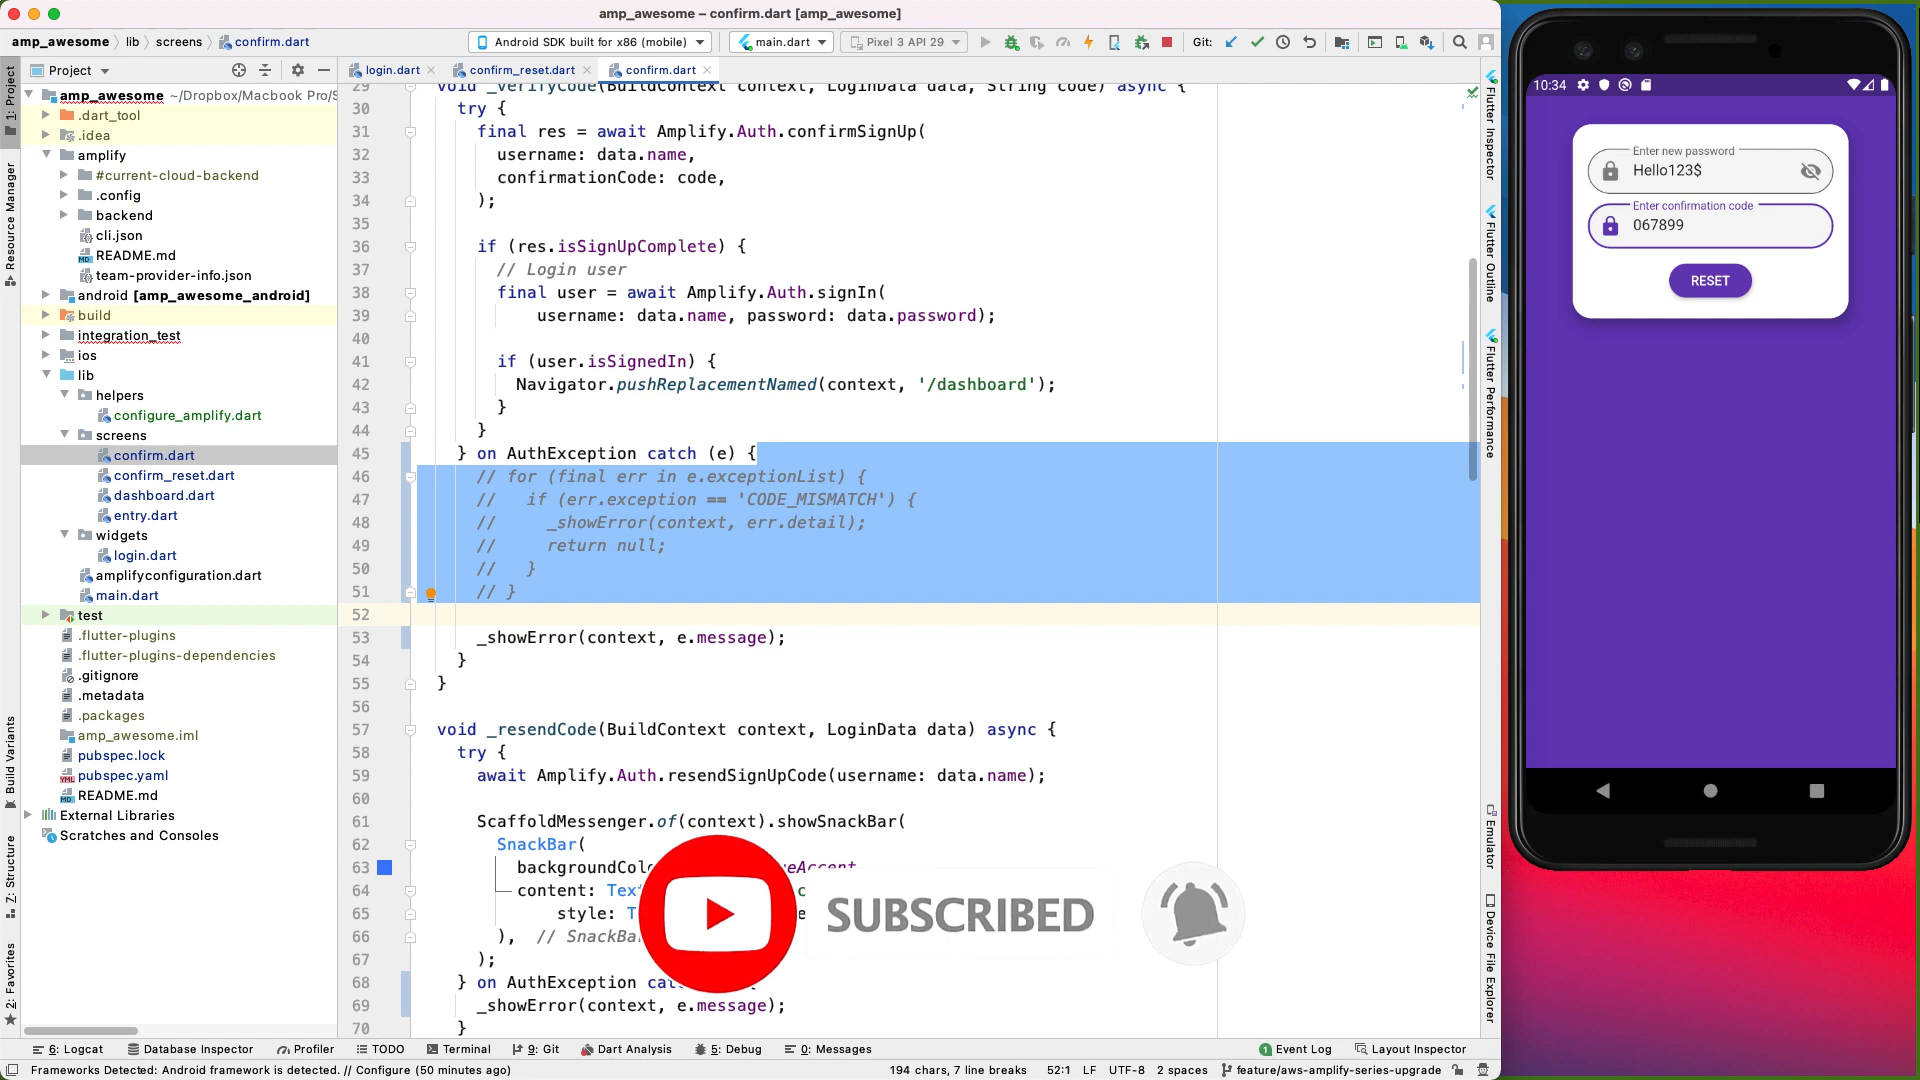 amp_awesome – confirm.dart [amp_awesome]
amp_awesome lib screens confirm.dart
Android SDK built for x86 (mobile) main.dart Pixel 3 API 29 Git:
Project
login.dart confirm_reset.dart confirm.dart
amp_awesome ~/Dropbox/Macbook Pro/S
.dart_tool
.idea
amplify
#current-cloud-backend
.config
backend
cli.json
README.md
team-provider-info.json
android [amp_awesome_android]
build
integration_test
ios
lib
helpers
configure_amplify.dart
screens
confirm.dart
confirm_reset.dart
dashboard.dart
entry.dart
widgets
login.dart
amplifyconfiguration.dart
main.dart
test
.flutter-plugins
.flutter-plugins-dependencies
.gitignore
.metadata
.packages
amp_awesome.iml
pubspec.lock
pubspec.yaml
README.md
External Libraries
Scratches and Consoles
1: Project
Resource Manager
Build Variants
Z: Structure
2: Favorites
29 void _verifyCode(BuildContext context, LoginData data, String code) async {
30 try {
31 final res = await Amplify.Auth.confirmSignUp(
32 username: data.name,
33 confirmationCode: code,
34 );
35
36 if (res.isSignUpComplete) {
37 // Login user
38 final user = await Amplify.Auth.signIn(
39 username: data.name, password: data.password);
40
41 if (user.isSignedIn) {
42 Navigator.pushReplacementNamed(context, '/dashboard');
43 }
44 }
45 } on AuthException catch (e) {
46 // for (final err in e.exceptionList) {
47 // if (err.exception == 'CODE_MISMATCH') {
48 // _showError(context, err.detail);
49 // return null;
50 // }
51 // }
52
53 _showError(context, e.message);
54 }
55 }
56
57 void _resendCode(BuildContext context, LoginData data) async {
58 try {
59 await Amplify.Auth.resendSignUpCode(username: data.name);
60
61 ScaffoldMessenger.of(context).showSnackBar(
62 SnackBar(
63
64 content:
65 style:
66 ), //
67 );
68 } on AuthException
69 _showError(context, e.message);
70 }
SUBSCRIBED
Flutter Inspector
Flutter Outline
Flutter Performance
Emulator
Device File Explorer
10:34
Enter new password
Hello123$
Enter confirmation code
067899
RESET
6: Logcat Database Inspector Profiler TODO Terminal 9: Git Dart Analysis 5: Debug 0: Messages 1 Event Log Layout Inspector
Frameworks Detected: Android framework is detected. // Configure (50 minutes ago) 194 chars, 7 line breaks 52:1 LF UTF-8 2 spaces feature/aws-amplify-series-upgrade